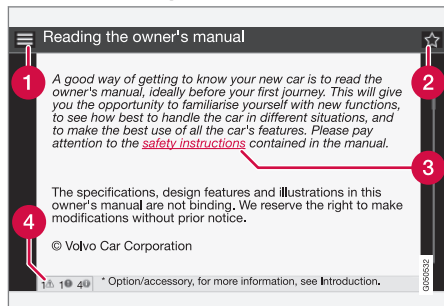 Reading the owner's manual
1
2
A good way of getting to know your new car is to read the
owner's manual, ideally before your first journey. This will give
you the opportunity to familiarise yourself with new functions,
to see how best to handle the car in different situations, and
to make the best use of all the car's features. Please pay
attention to the safety instructions contained in the manual.
3
The specifications, design features and illustrations in this
owner's manual are not binding. We reserve the right to make
modifications without prior notice.
4
© Volvo Car Corporation
1 1 4 * Option/accessory, for more information, see Introduction.
G050532